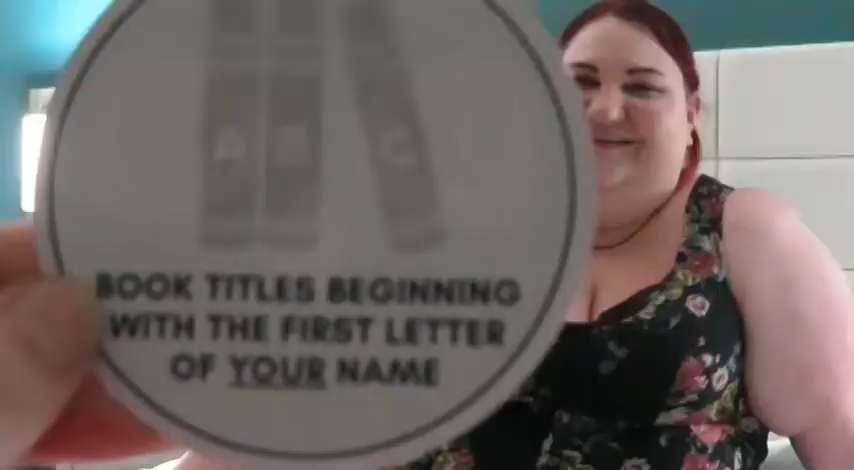 A B C
BOOK TITLES BEGINNING
WITH THE FIRST LETTER
OF YOUR NAME